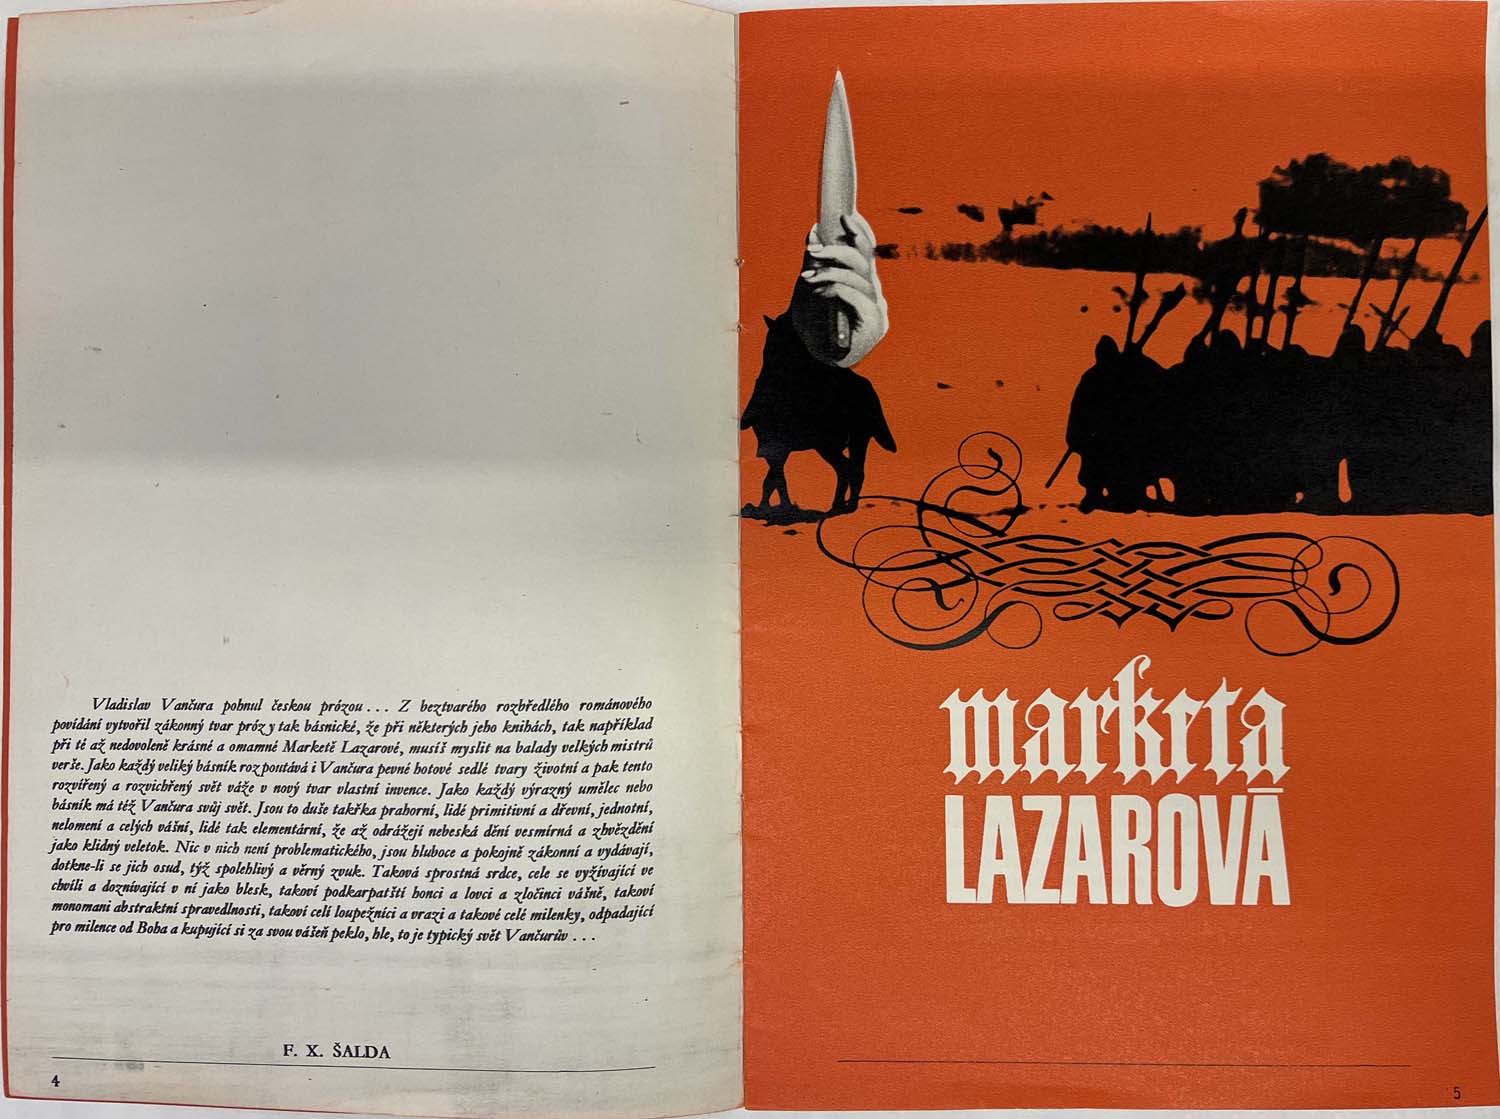 Vladislav Vančura pohnul českou prózou... Z beztvarého rozbředlého románového
povídání vytvořil zákonný tvar prózy tak básnické, že při některých jeho knihách, tak například
při té až nedovoleně krásné a omamné Marketě Lazarové, musíš myslit na balady velkých mistrů
verše. Jako každý veliký básník rozpoutává i Vančura pevné hotové sedlé tvary životní a pak tento
rozvířený a rozvichřený svět váže v nový tvar vlastní invence. Jako každý výrazný umělec nebo
básník má též Vančura svůj svět. Jsou to duše takřka prahorní, lidé primitivní a dřevní, jednotní,
nelomení a celých vášní, lidé tak elementární, že až odrážejí nebeská dění vesmírná a zhvězdění
jako klidný veletok. Nic v nich není problematického, jsou hluboce a pokojně zákonní a vydávají,
dotkne-li se jich osud, týž spolehlivý a věrný zvuk. Taková sprostná srdce, cele se vyžívající ve
chvíli a doznívající v ní jako blesk, takoví podkarpatští honci a lovci a zločinci vášně, takoví
monomani abstraktní spravedlnosti, takoví celí loupežníci a vrazi a takové celé milenky, odpadající
pro milence od Boha a kupující si za svou vášeň peklo, hle, to je typický svět Vančurův...
F. X. ŠALDA
4
marketa
LAZAROVÁ
5